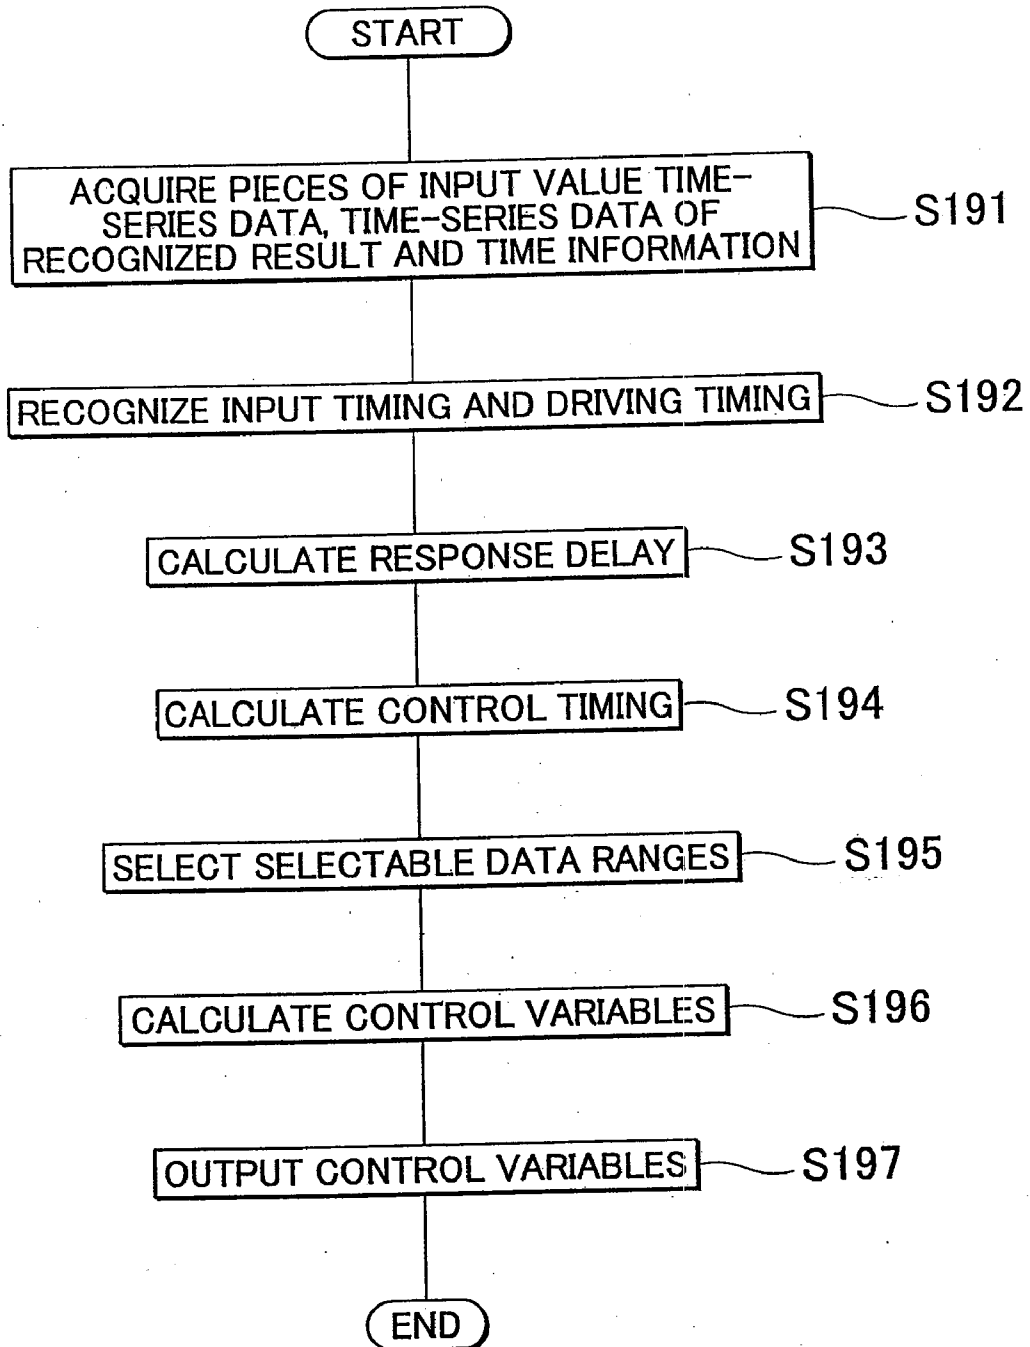 START
ACQUIRE PIECES OF INPUT VALUE TIME-
SERIES DATA, TIME-SERIES DATA OF
RECOGNIZED RESULT AND TIME INFORMATION
S191
RECOGNIZE INPUT TIMING AND DRIVING TIMING
S192
CALCULATE RESPONSE DELAY
S193
CALCULATE CONTROL TIMING
S194
SELECT SELECTABLE DATA RANGES
S195
CALCULATE CONTROL VARIABLES
S196
OUTPUT CONTROL VARIABLES
S197
END